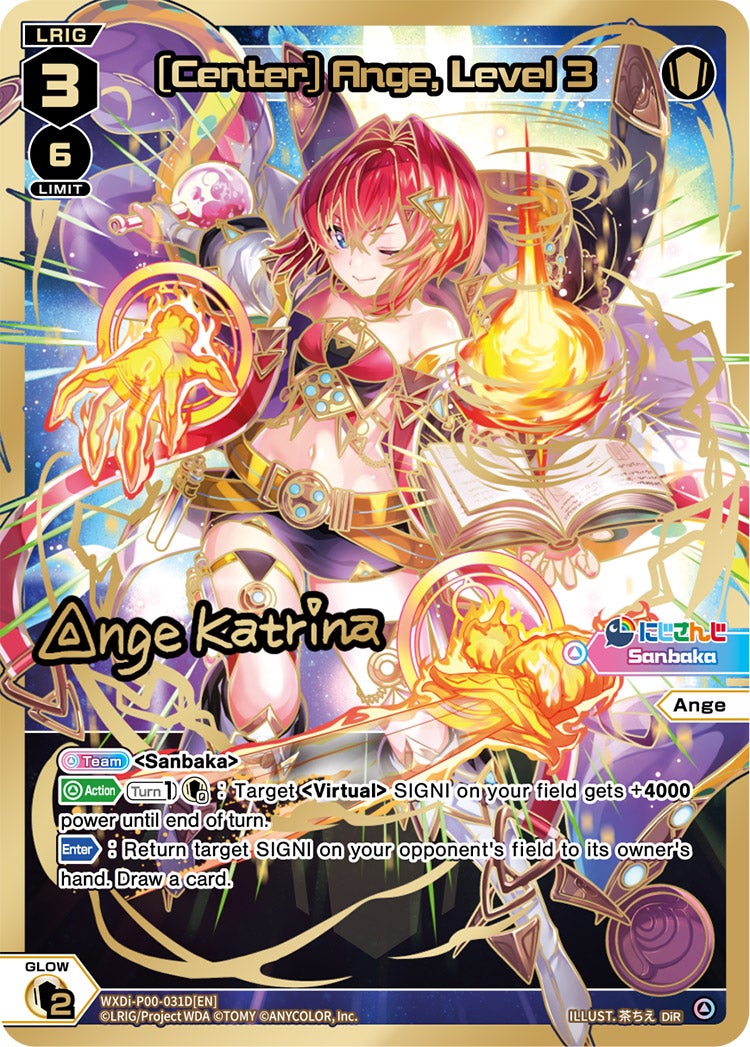 LRIG
3
[Center] Ange, Level 3
6
LIMIT
Ange Katrina
にじさんじ
Sanbaka
Ange
Team <Sanbaka>
Action Turn 1 0 : Target <Virtual> SIGNI on your field gets +4000
power until end of turn.
Enter : Return target SIGNI on your opponent's field to its owner's
hand. Draw a card.
GLOW
2
WXDi-P00-031D[EN]
©LRIG/Project WDA ©TOMY ©ANYCOLOR, Inc.
ILLUST. 茶ちえ DiR